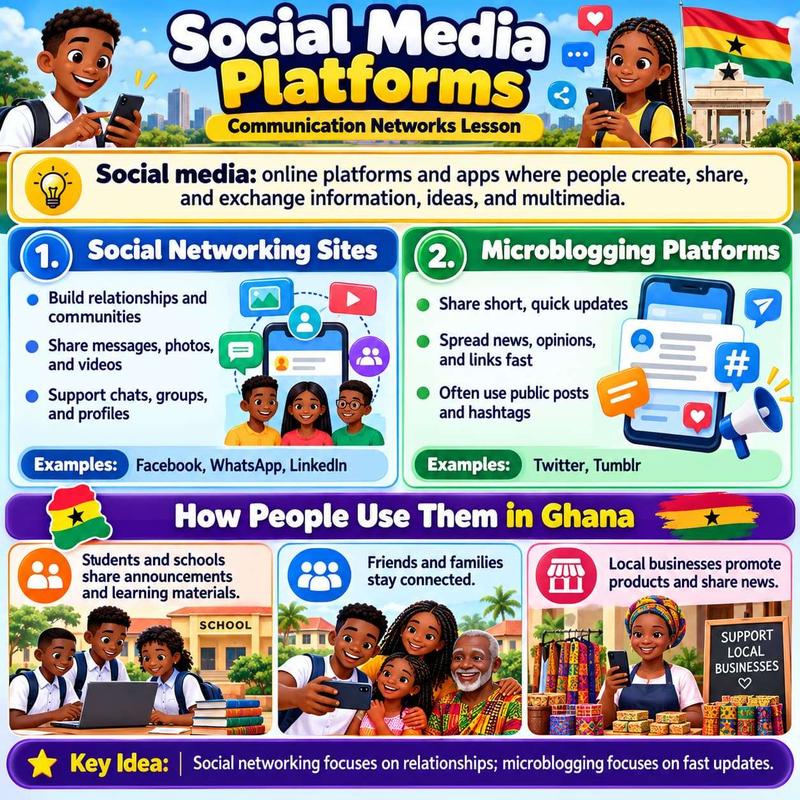 Social Media
Platforms
Communication Networks Lesson
Social media: online platforms and apps where people create, share,
and exchange information, ideas, and multimedia.
1. Social Networking Sites
Build relationships and
communities
Share messages, photos,
and videos
Support chats, groups,
and profiles
Examples: Facebook, WhatsApp, LinkedIn
2. Microblogging Platforms
Share short, quick updates
Spread news, opinions,
and links fast
Often use public posts
and hashtags
#
Examples: Twitter, Tumblr
How People Use Them in Ghana
Students and schools
share announcements
and learning materials.
SCHOOL
Friends and families
stay connected.
Local businesses promote
products and share news.
SUPPORT
LOCAL
BUSINESSES
Key Idea: Social networking focuses on relationships; microblogging focuses on fast updates.